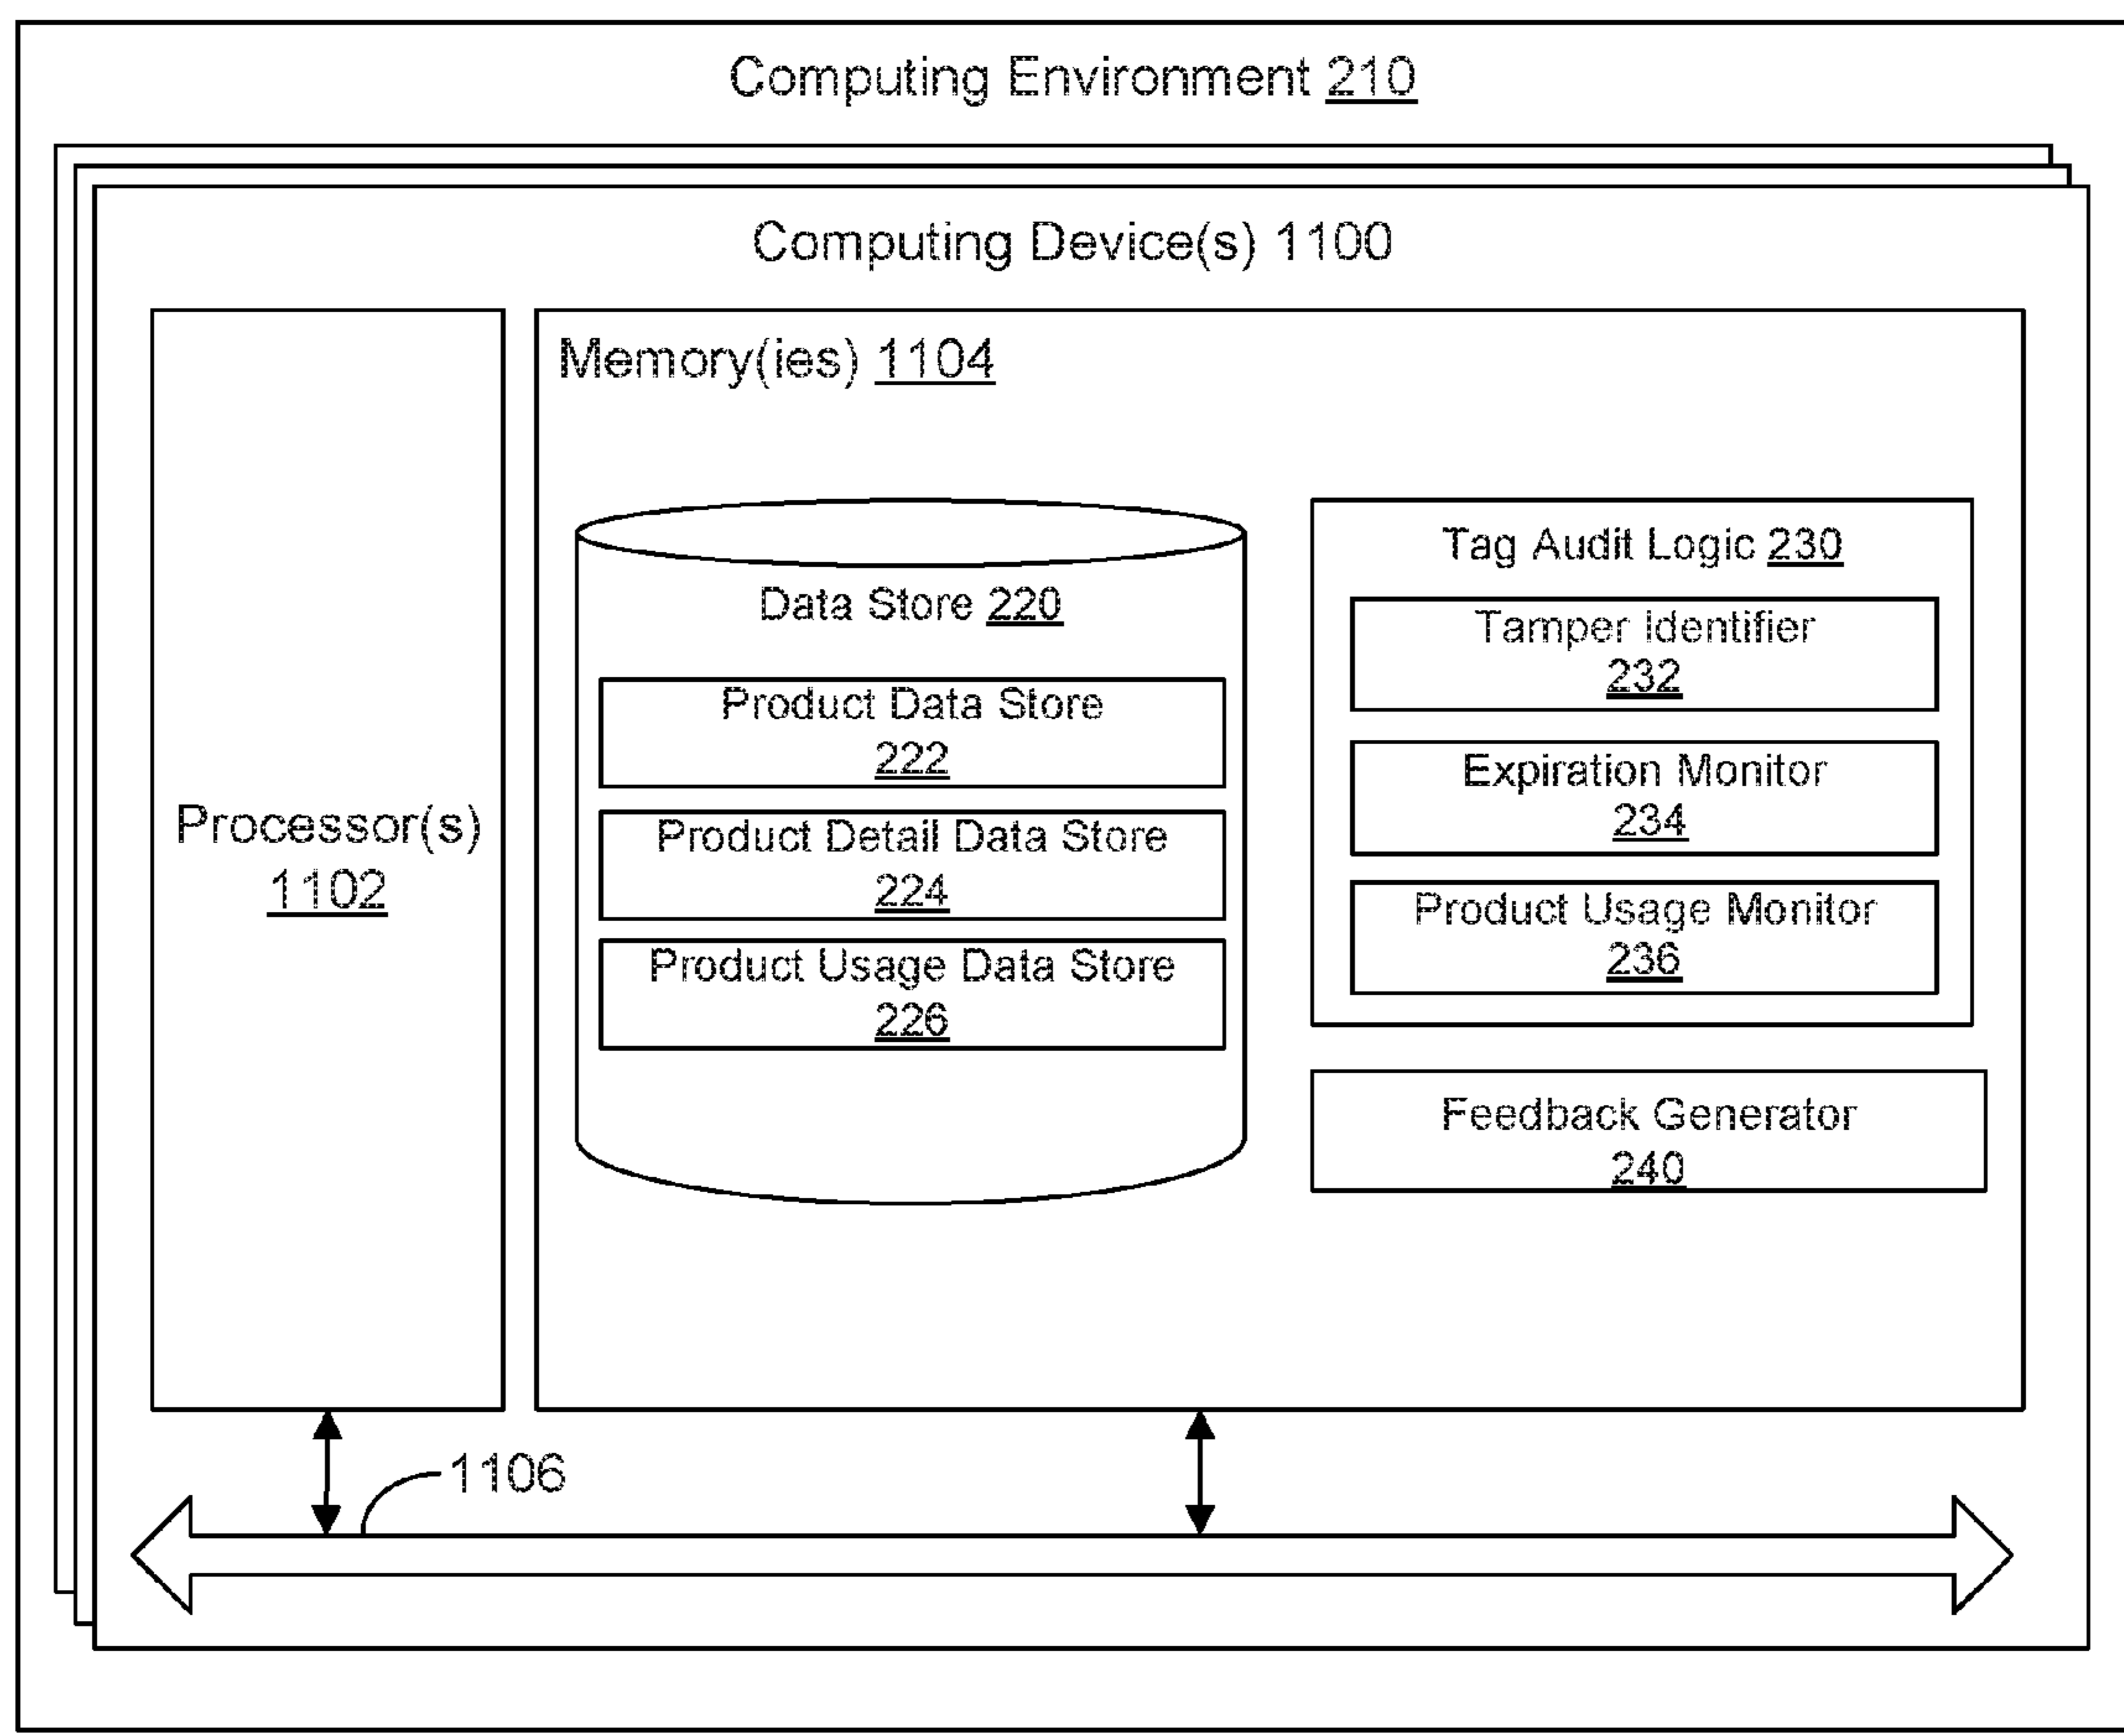 Computing Environment 210
Computing Device(s) 1100
Processor(s)
1102
Memory(ies) 1104
Data Store 220
Product Data Store
222
Product Detail Data Store
224
Product Usage Data Store
226
Tag Audit Logic 230
Tamper Identifier
232
Expiration Monitor
234
Product Usage Monitor
236
Feedback Generator
240
1106